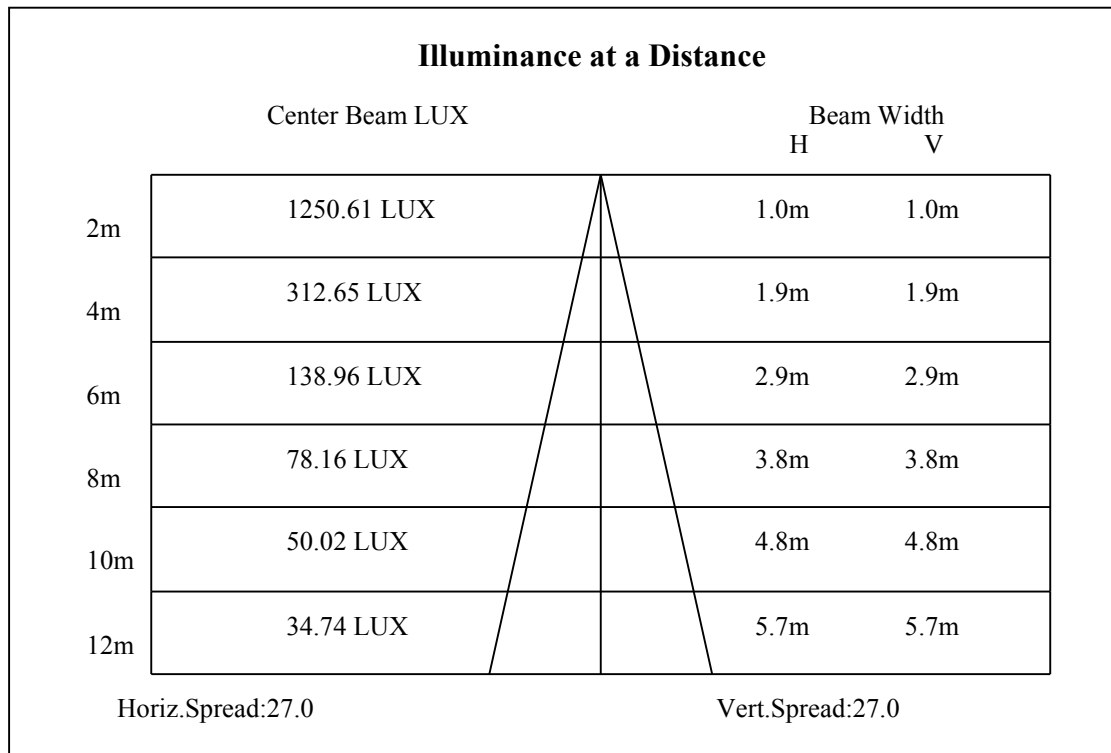 Illuminance at a Distance
Center Beam LUX Beam Width
H V
2m 1250.61 LUX 1.0m 1.0m
4m 312.65 LUX 1.9m 1.9m
6m 138.96 LUX 2.9m 2.9m
8m 78.16 LUX 3.8m 3.8m
10m 50.02 LUX 4.8m 4.8m
12m 34.74 LUX 5.7m 5.7m
Horiz.Spread:27.0 Vert.Spread:27.0